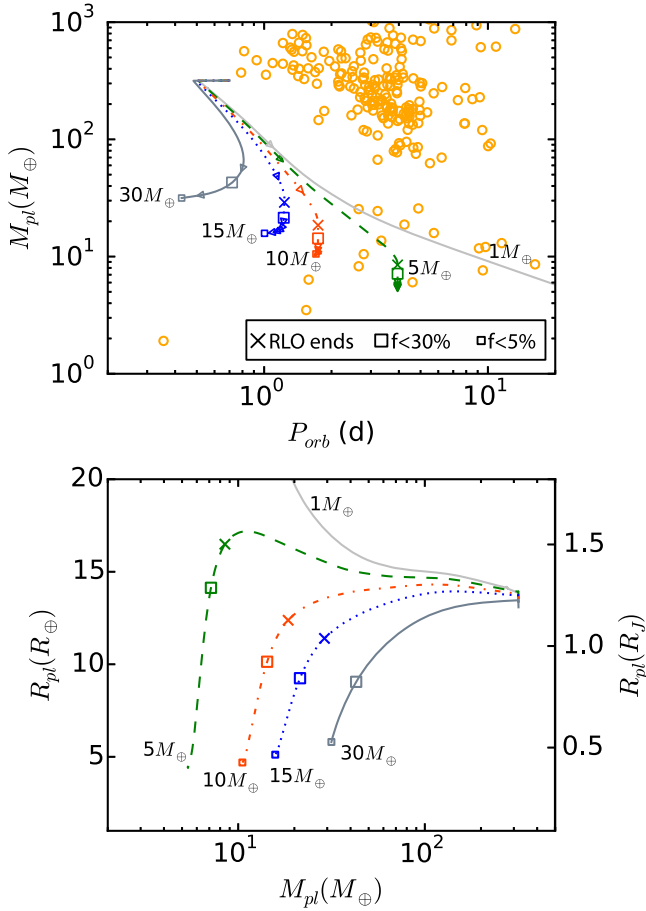 10³
10²
10¹
10⁰
M_pl(M_⊕)
30M_⊕
15M_⊕
10M_⊕
5M_⊕
1M_⊕
RLO ends
f<30%
f<5%
10⁰
10¹
P_orb (d)
20
15
10
5
R_pl(R_⊕)
1M_⊕
5M_⊕
10M_⊕
15M_⊕
30M_⊕
1.5
1.0
0.5
R_pl(R_J)
10¹
10²
M_pl(M_⊕)